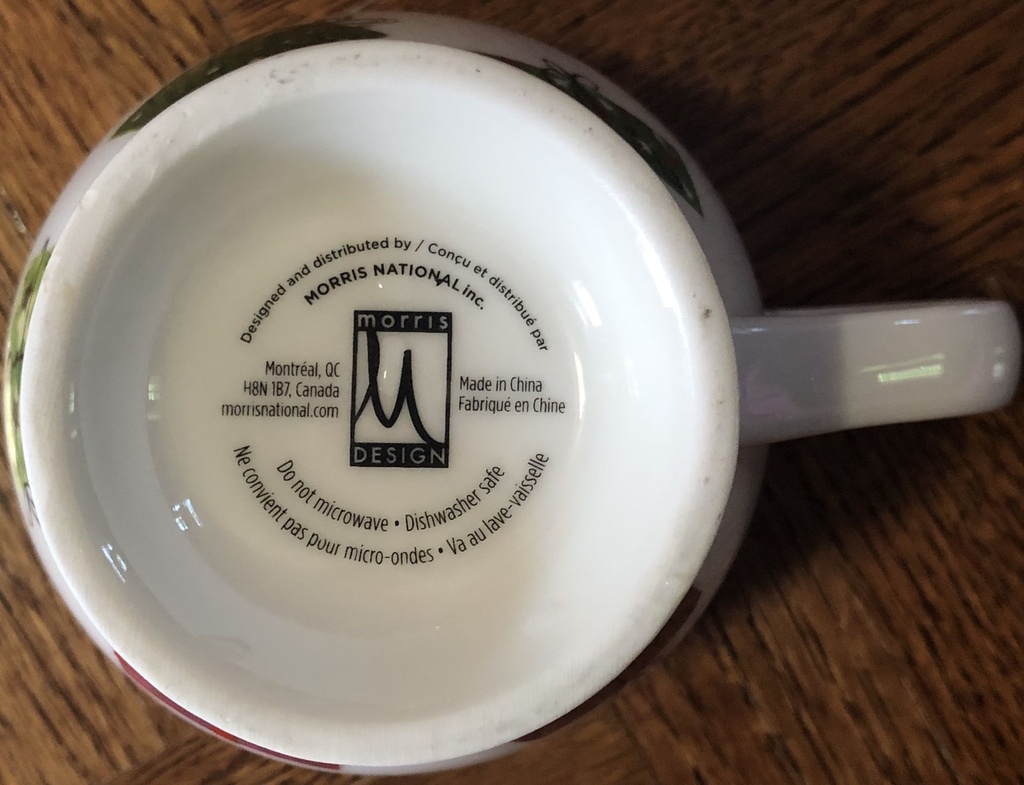 Designed and distributed by / Conçu et distribué par
MORRIS NATIONAL inc.
morris
DESIGN
Montréal, QC
H8N 1B7, Canada
morrisnational.com
Made in China
Fabriqué en Chine
Do not microwave • Dishwasher safe
Ne convient pas pour micro-ondes • Va au lave-vaisselle